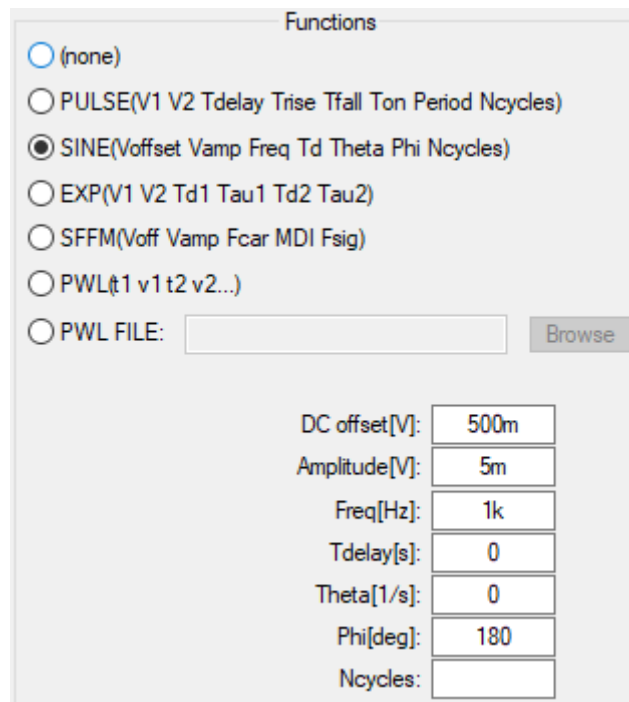 Functions
(none)
PULSE(V1 V2 Tdelay Trise Tfall Ton Period Ncycles)
SINE(Voffset Vamp Freq Td Theta Phi Ncycles)
EXP(V1 V2 Td1 Tau1 Td2 Tau2)
SFFM(Voff Vamp Fcar MDI Fsig)
PWL(t1 v1 t2 v2...)
PWL FILE: Browse
DC offset[V]: 500m
Amplitude[V]: 5m
Freq[Hz]: 1k
Tdelay[s]: 0
Theta[1/s]: 0
Phi[deg]: 180
Ncycles: